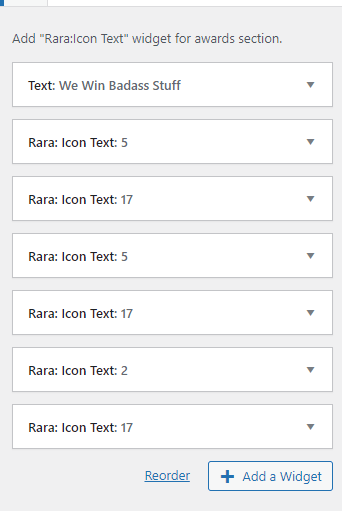 Add "Rara:Icon Text" widget for awards section.
Text: We Win Badass Stuff
Rara: Icon Text: 5
Rara: Icon Text: 17
Rara: Icon Text: 5
Rara: Icon Text: 17
Rara: Icon Text: 2
Rara: Icon Text: 17
Reorder
Add a Widget